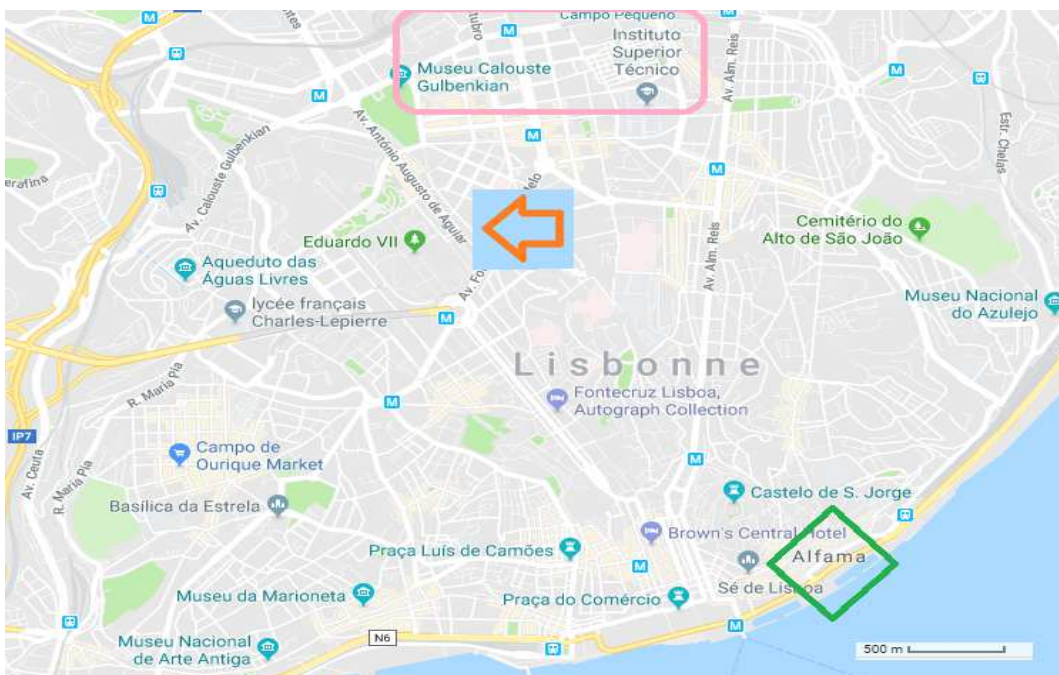 Campo Pequeno
Instituto
Superior
Técnico
Museu Calouste
Gulbenkian
Av. Alm. Reis
Estr. Chelas
Av. Calouste Gulbenkian
Av. António Augusto de Aguiar
Cemitério do
Alto de São João
Eduardo VII
Aqueduto das
Águas Livres
Av. Alm. Reis
lycée français
Charles-Lepierre
Museu Nacional
do Azulejo
M
Lisbonne
R. Maria Pia
Fontecruz Lisboa,
Autograph Collection
IP7
Campo de
Ourique Market
Av. Ceuta
R. Maria Pia
Basílica da Estrela
Castelo de S. Jorge
Brown's Central Hotel
Praça Luís de Camões
Alfama
Sé de Lisboa
Museu da Marioneta
Praça do Comércio
Museu Nacional
de Arte Antiga
N6
500 m